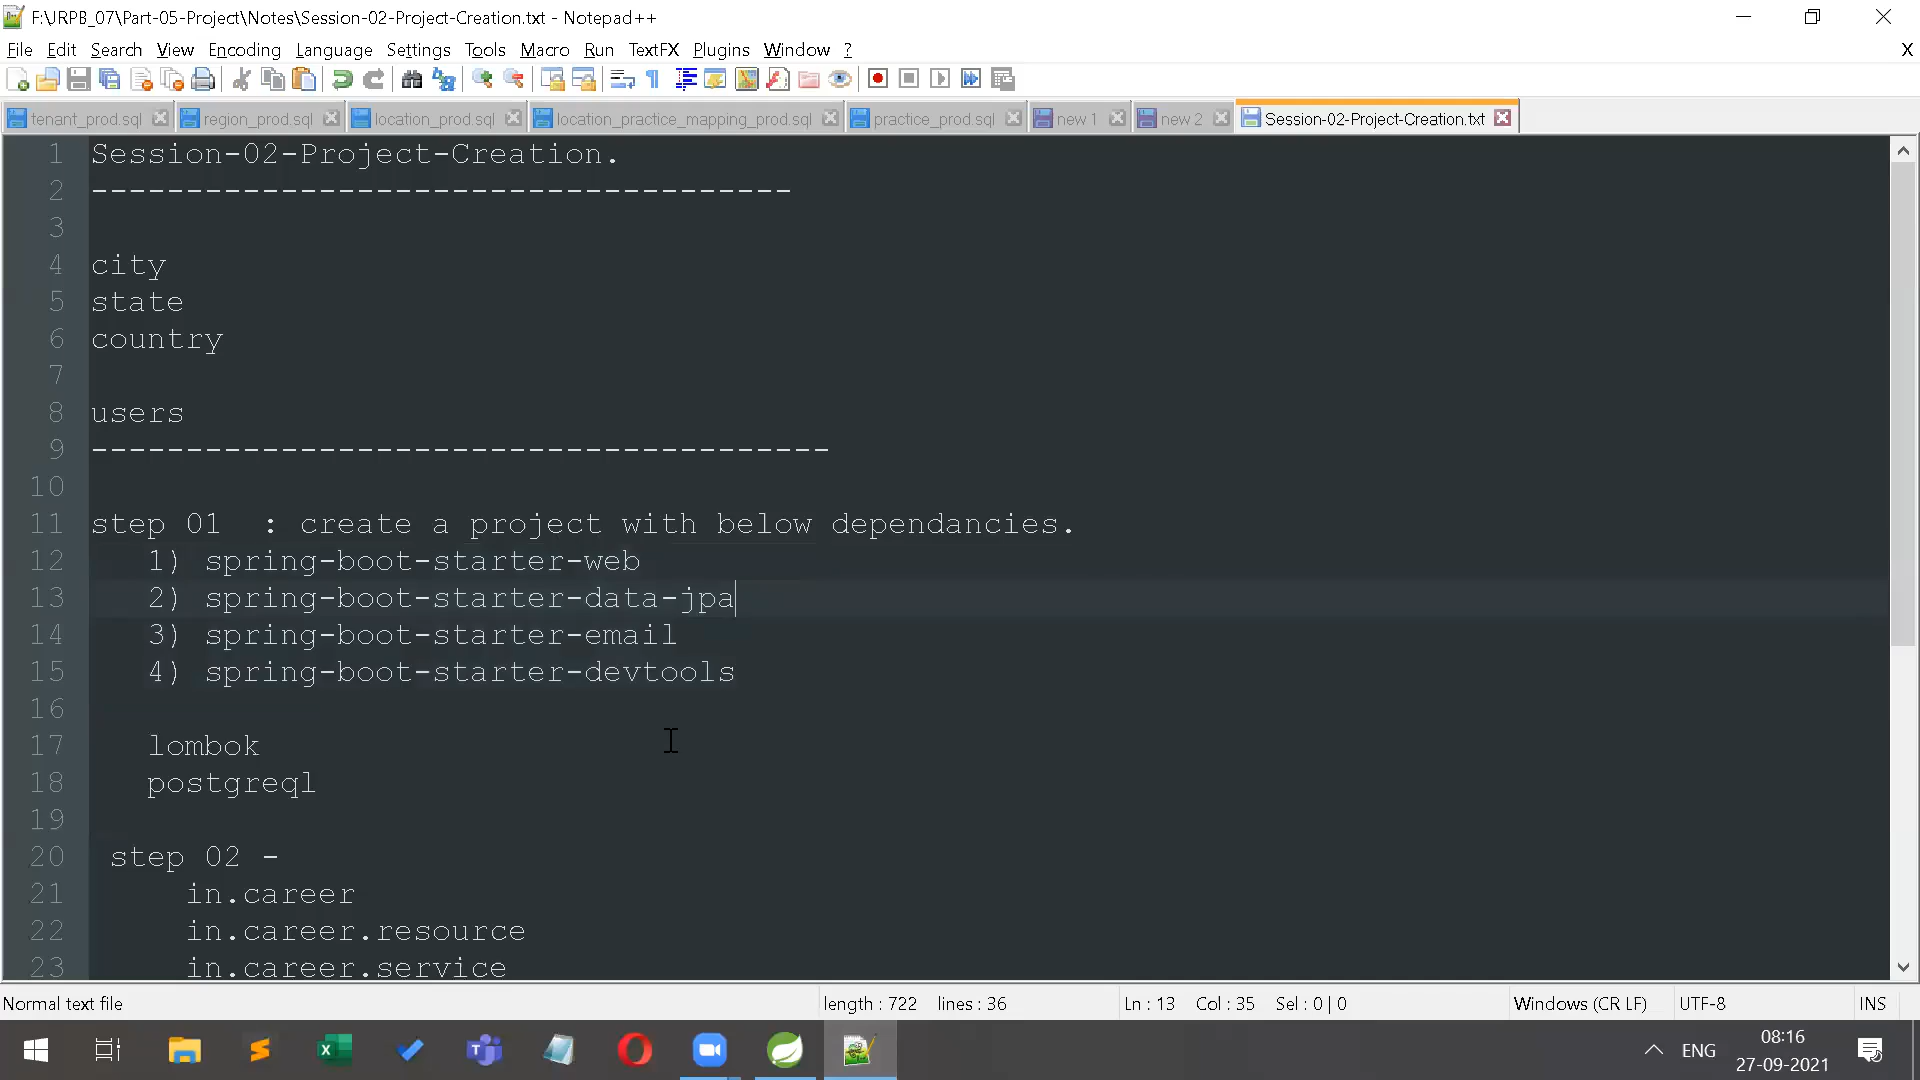 F:\JRPB_07\Part-05-Project\Notes\Session-02-Project-Creation.txt - Notepad++
File Edit Search View Encoding Language Settings Tools Macro Run TextFX Plugins Window ? X
tenant_prod.sql region_prod.sql location_prod.sql location_practice_mapping_prod.sql practice_prod.sql new 1 new 2 Session-02-Project-Creation.txt
1 Session-02-Project-Creation.
2 -------------------------------------
3
4 city
5 state
6 country
7
8 users
9 ---------------------------------------
10
11 step 01  : create a project with below dependancies.
12 1) spring-boot-starter-web
13 2) spring-boot-starter-data-jpa
14 3) spring-boot-starter-email
15 4) spring-boot-starter-devtools
16
17 lombok
18 postgreql
19
20 step 02 -
21 in.career
22 in.career.resource
23 in.career.service
Normal text file length : 722 lines : 36 Ln : 13 Col : 35 Sel : 0 | 0 Windows (CR LF) UTF-8 INS
ENG
08:16
27-09-2021